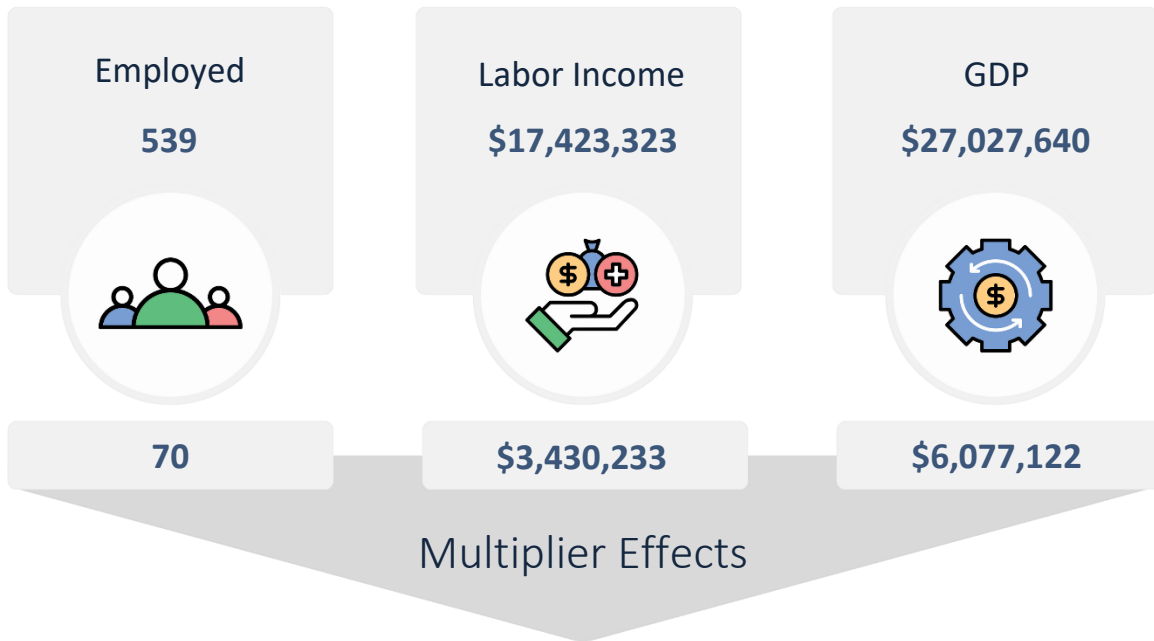 Employed
539
Labor Income
$17,423,323
GDP
$27,027,640
$
$
70
$3,430,233
$6,077,122
Multiplier Effects